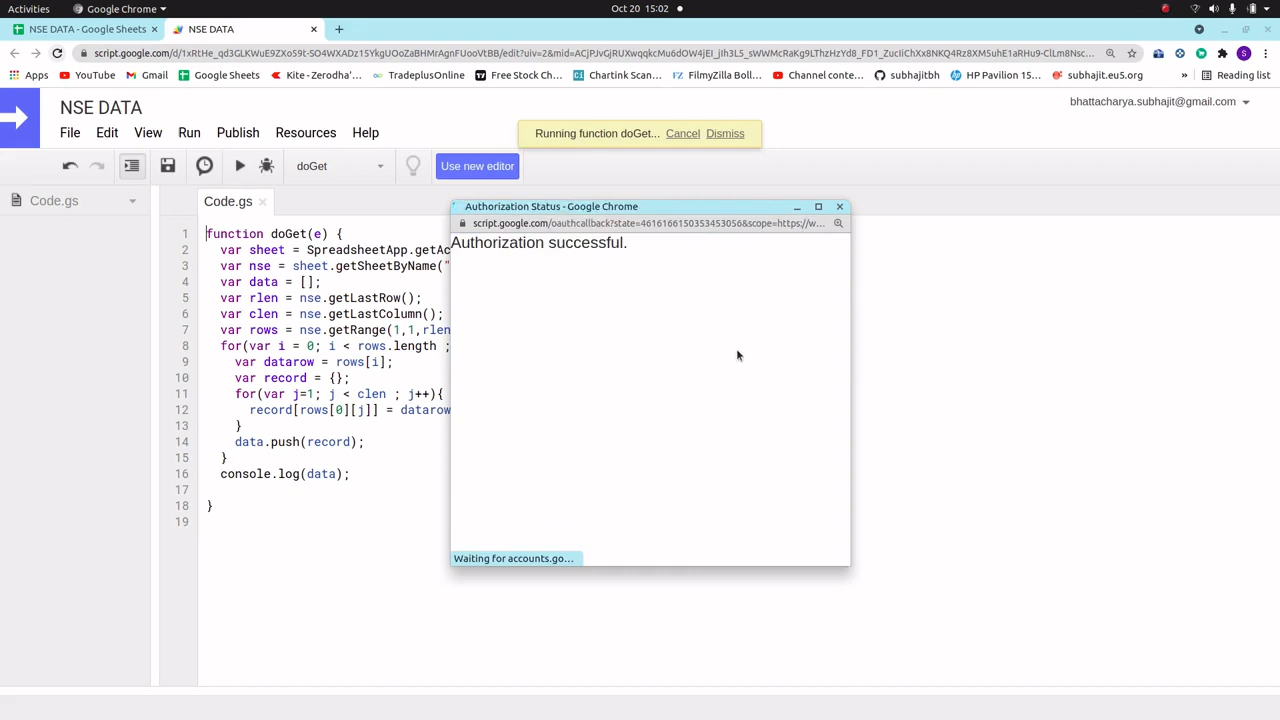 Activities
Google Chrome
Oct 20 15:02
NSE DATA - Google Sheets
NSE DATA
script.google.com/d/1xRtHe_qd3GLKWuE9ZXoS9t-SO4WXADz15YkgUOoZaBHMrAgnFUooVtBB/edit?uiv=2&mid=ACjPJvGjRUXwqqkcMu6dOW4JEI_jIh3L5_sWWMcRaKg9LThzHzYd8_FD1_ZucIiChXx8NKQ4Rz8XM5uhE1aRHu9-ClLm8Nsc...
Apps
YouTube
Gmail
Google Sheets
Kite - Zerodha'...
TradeplusOnline
Free Stock Ch...
Chartink Scan...
FilmyZilla Boll...
Channel conte...
subhajitbh
HP Pavilion 15...
subhajit.eu5.org
»
Reading list
NSE DATA
bhattacharya.subhajit@gmail.com
File Edit View Run Publish Resources Help
Running function doGet... Cancel Dismiss
doGet
Use new editor
Code.gs
Code.gs
1 function doGet(e) {
2 var sheet = SpreadsheetApp.getAc
3 var nse = sheet.getSheetByName("
4 var data = [];
5 var rlen = nse.getLastRow();
6 var clen = nse.getLastColumn();
7 var rows = nse.getRange(1,1,rlen
8 for(var i = 0; i < rows.length ;
9 var datarow = rows[i];
10 var record = {};
11 for(var j=1; j < clen ; j++){
12 record[rows[0][j]] = datarow
13 }
14 data.push(record);
15 }
16 console.log(data);
17
18 }
19
Authorization Status - Google Chrome
script.google.com/oauthcallback?state=4616166150353453056&scope=https://w...
Authorization successful.
Waiting for accounts.go...